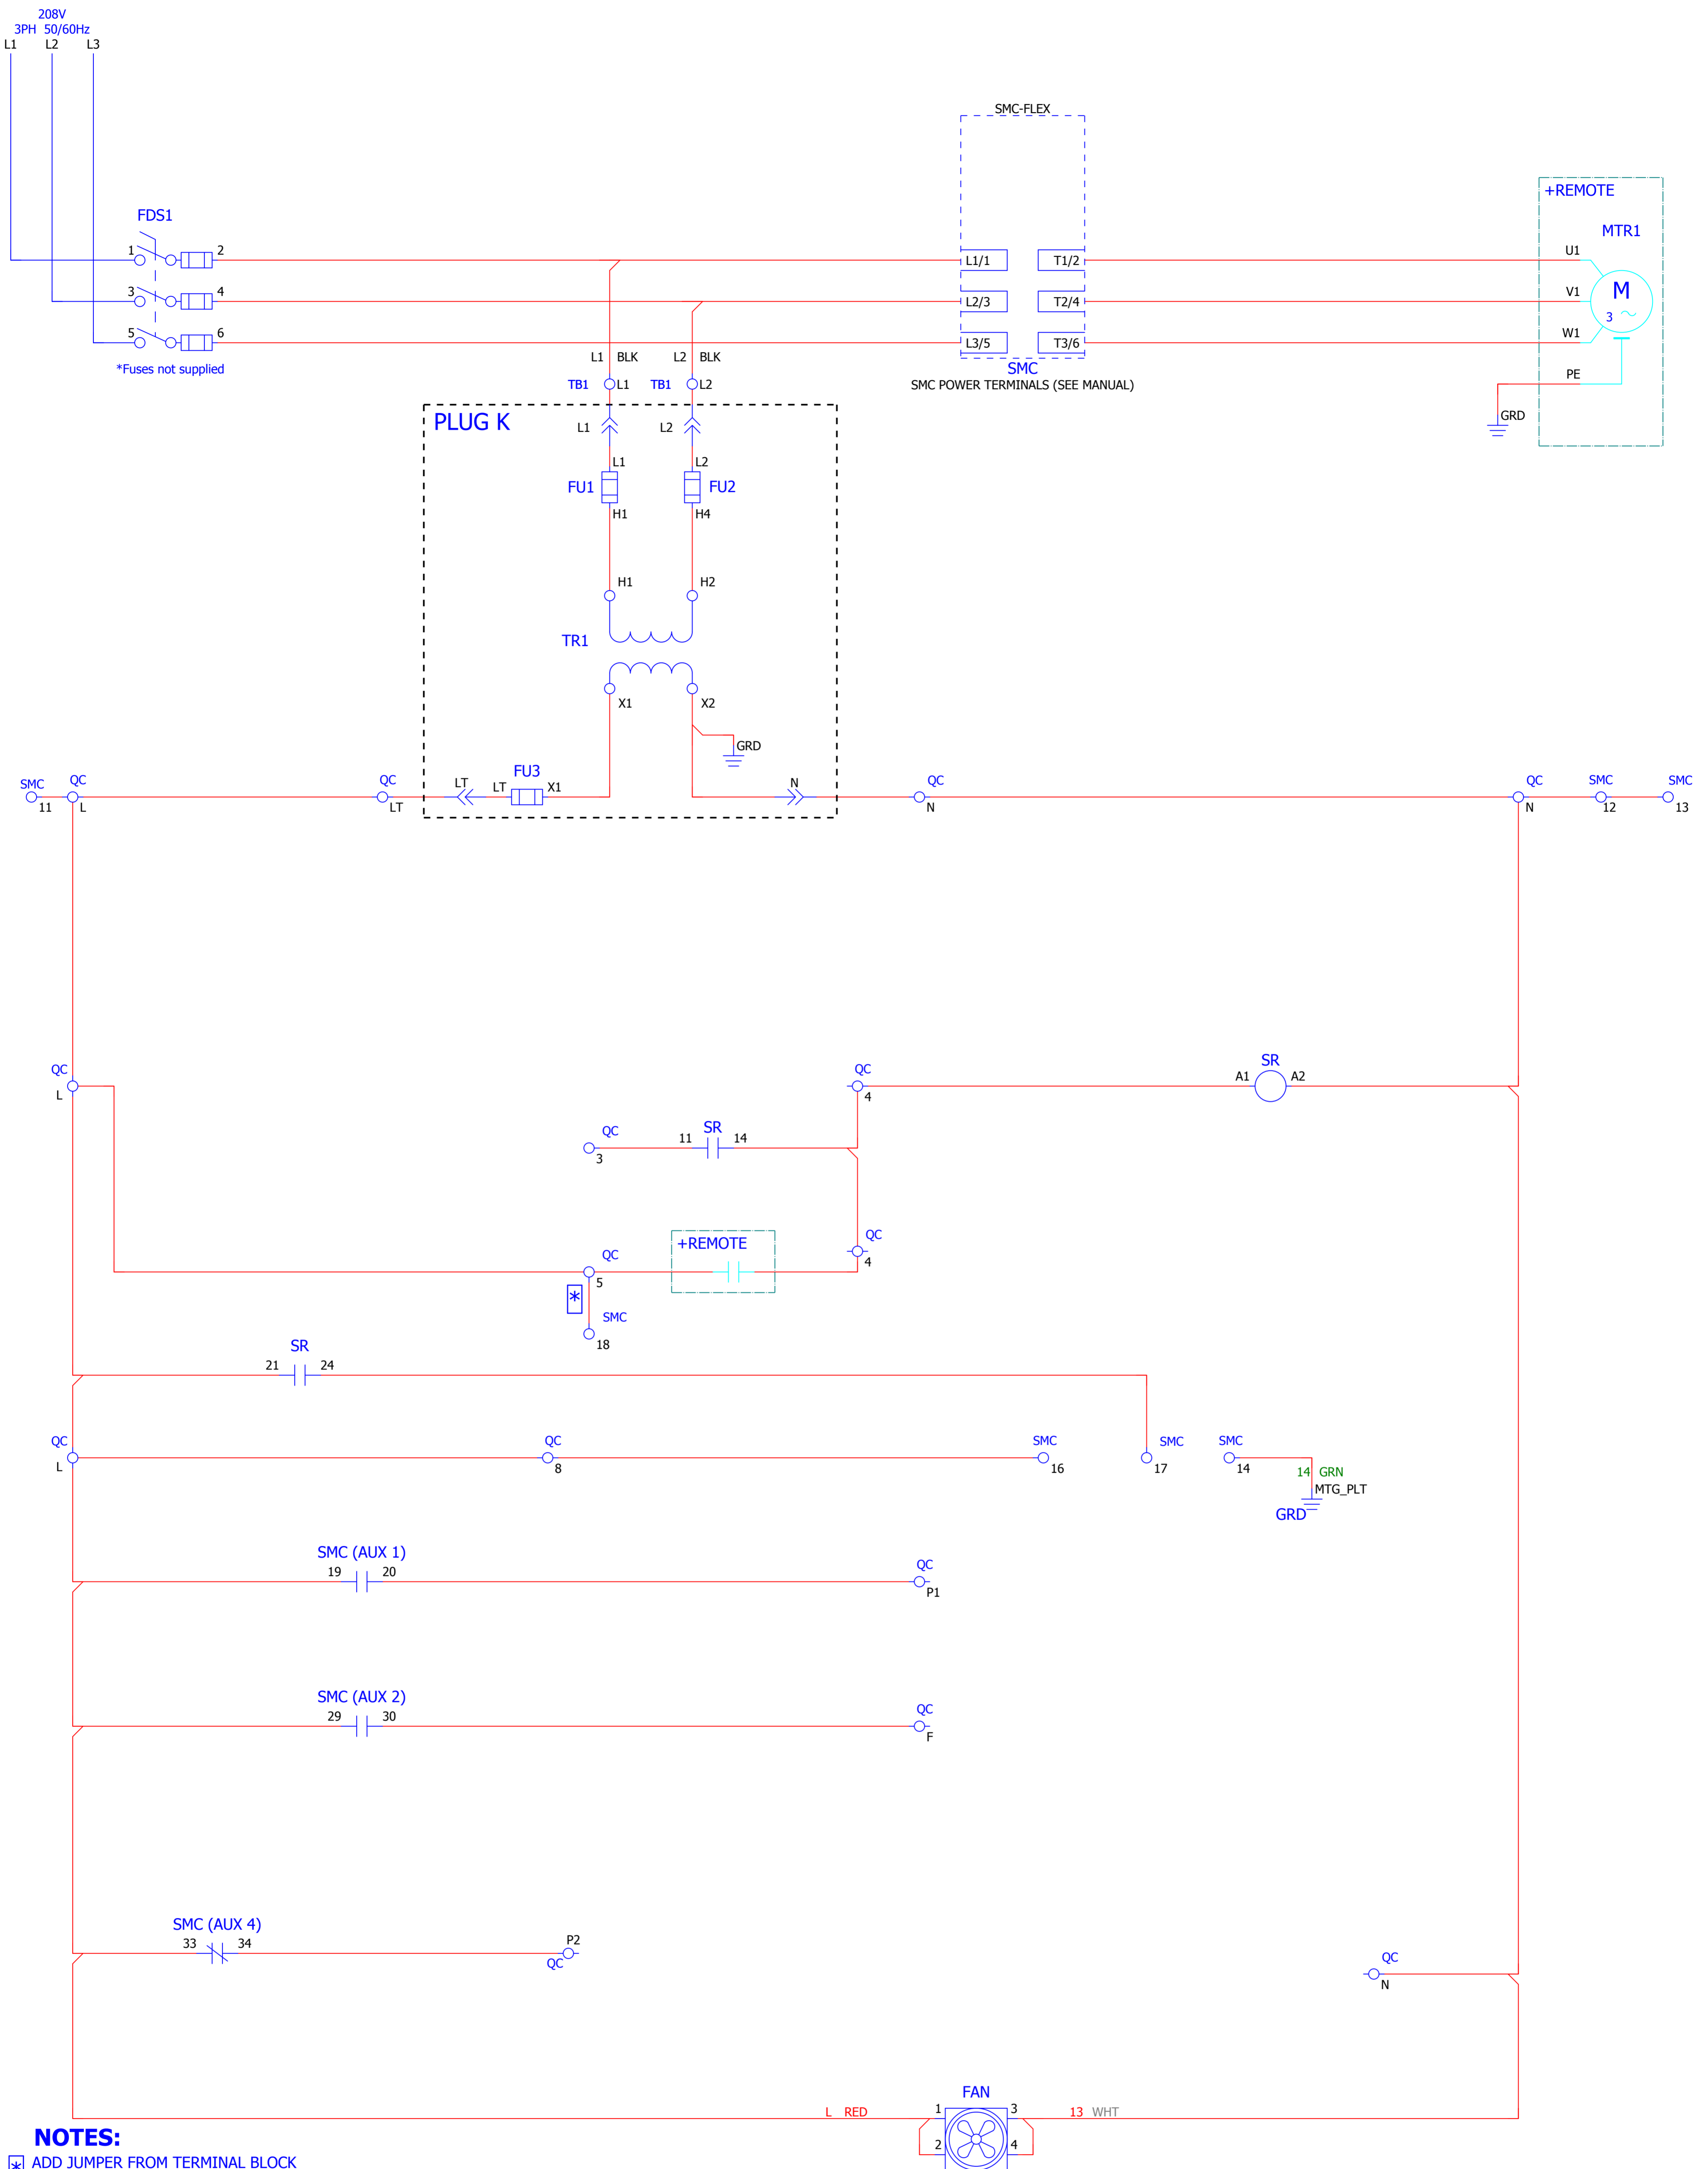 208V
3PH 50/60Hz
L1 L2 L3
SMC-FLEX
+REMOTE
FDS1
MTR1
1 2
L1/1 T1/2
U1
3 4
L2/3 T2/4
V1
M
3
5 6
L3/5 T3/6
W1
*Fuses not supplied
L1 BLK L2 BLK
SMC
SMC POWER TERMINALS (SEE MANUAL)
PE
TB1 L1 TB1 L2
GRD
PLUG K
L1 L2
L1 L2
FU1 FU2
H1 H4
H1 H2
TR1
X1 X2
GRD
SMC QC QC LT LT FU3 X1 N QC QC SMC SMC
11 L LT N N 12 13
QC QC SR
L 4 A1 A2
QC 11 SR 14
3
QC
4
+REMOTE
QC
5
*
SMC
18
SR
21 24
QC QC SMC SMC SMC
L 8 16 17 14
14 GRN
MTG_PLT
GRD
SMC (AUX 1)
19 20
QC
P1
SMC (AUX 2)
29 30
QC
F
SMC (AUX 4)
33 34
P2
QC
QC
N
FAN
L RED 1 3 13 WHT
2 4
NOTES:
* ADD JUMPER FROM TERMINAL BLOCK